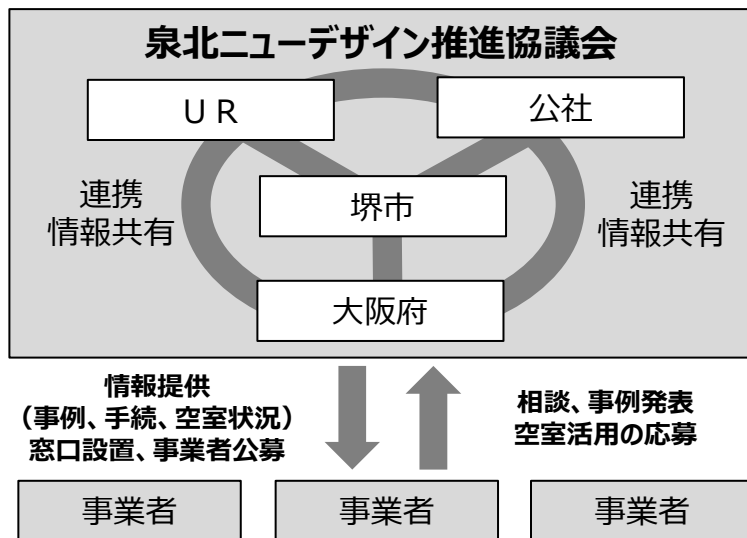 泉北ニューデザイン推進協議会
ＵＲ
公社
連携
情報共有
堺市
連携
情報共有
大阪府
情報提供
（事例、手続、空室状況）
窓口設置、事業者公募
相談、事例発表
空室活用の応募
事業者
事業者
事業者